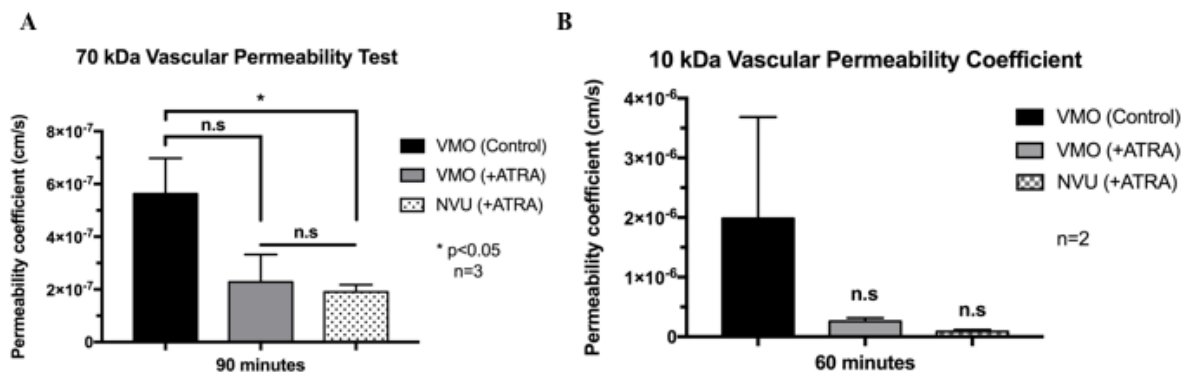 A
70 kDa Vascular Permeability Test
Permeability coefficient (cm/s)
8×10-7
6×10-7
4×10-7
2×10-7
0
*
n.s
n.s
90 minutes
VMO (Control)
VMO (+ATRA)
NVU (+ATRA)
* p<0.05
n=3
B
10 kDa Vascular Permeability Coefficient
Permeability coefficient (cm/s)
4×10-6
3×10-6
2×10-6
1×10-6
0
n.s
n.s
60 minutes
VMO (Control)
VMO (+ATRA)
NVU (+ATRA)
n=2